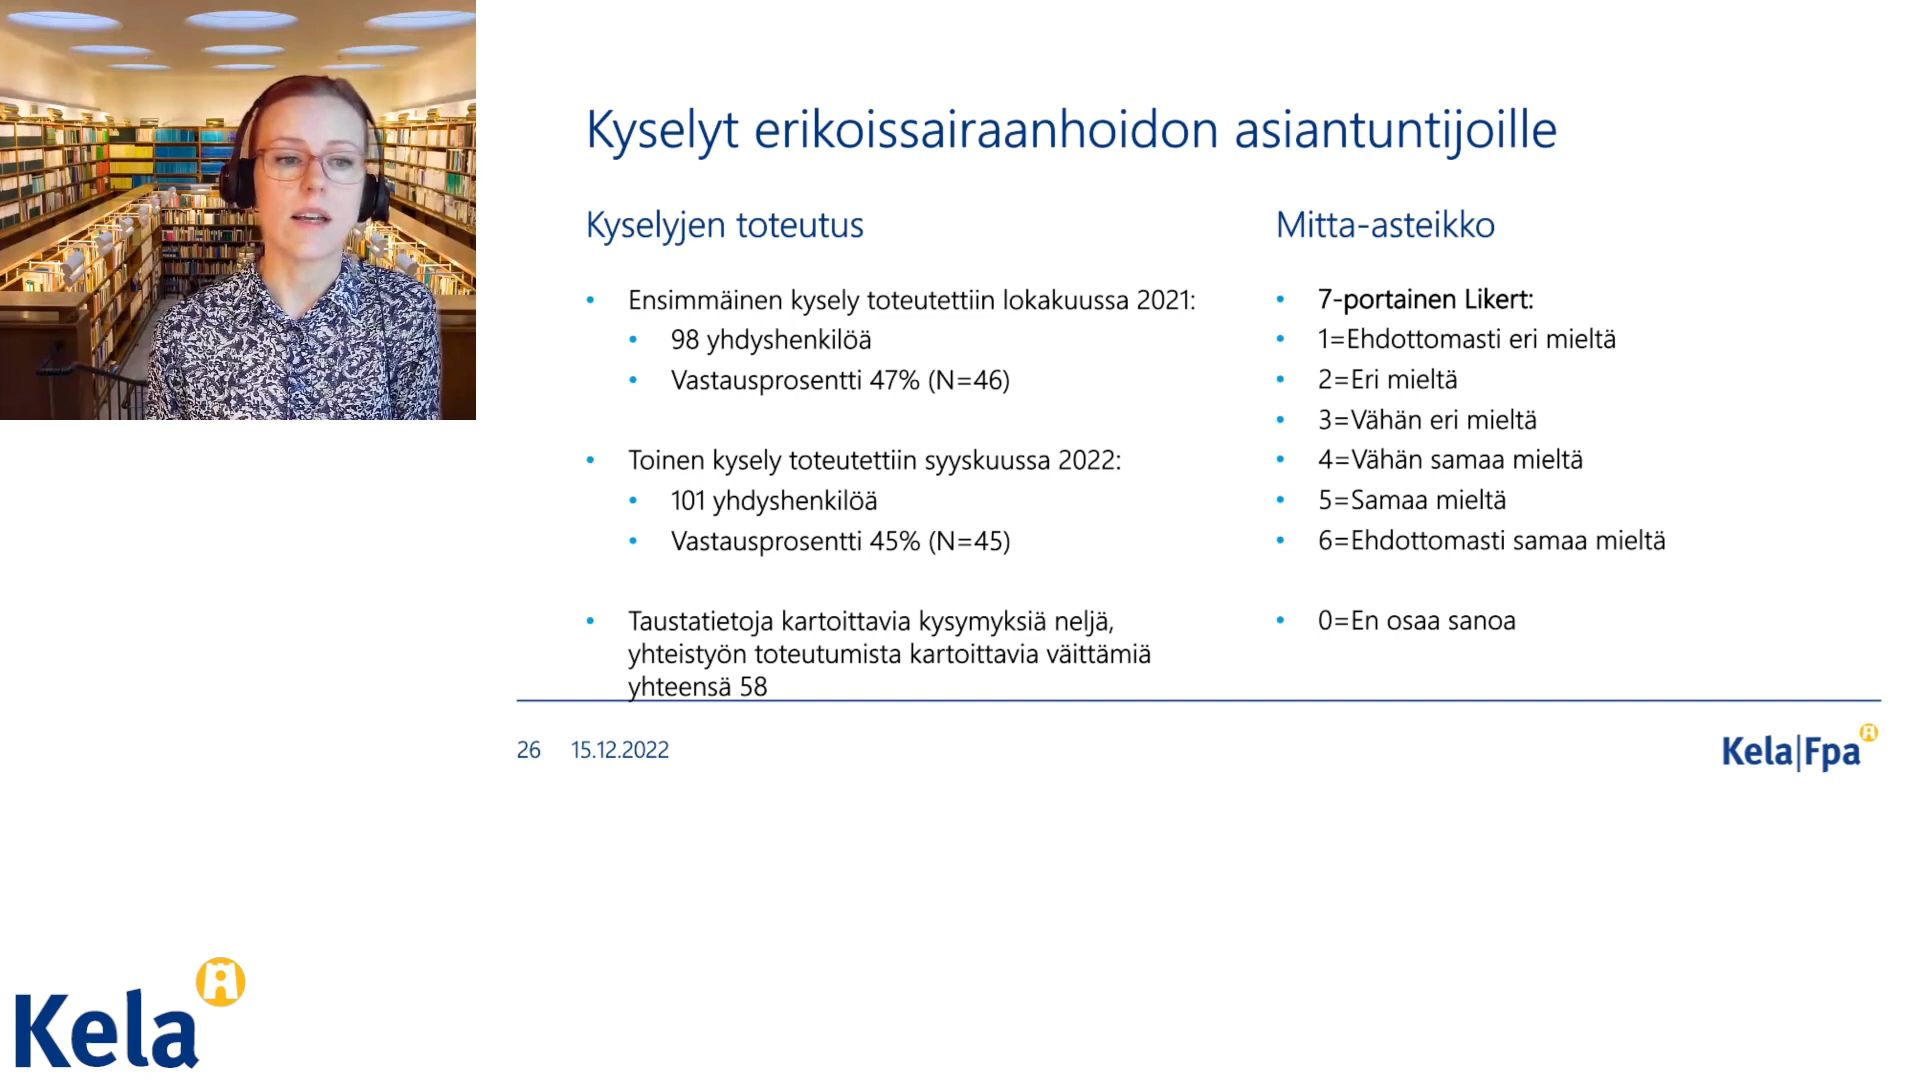 Kyselyt erikoissairaanhoidon asiantuntijoille
Kyselyjen toteutus
• Ensimmäinen kysely toteutettiin lokakuussa 2021:
• 98 yhdyshenkilöä
• Vastausprosentti 47% (N=46)
• Toinen kysely toteutettiin syyskuussa 2022:
• 101 yhdyshenkilöä
• Vastausprosentti 45% (N=45)
• Taustatietoja kartoittavia kysymyksiä neljä,
yhteistyön toteutumista kartoittavia väittämiä
yhteensä 58
Mitta-asteikko
• 7-portainen Likert:
• 1=Ehdottomasti eri mieltä
• 2=Eri mieltä
• 3=Vähän eri mieltä
• 4=Vähän samaa mieltä
• 5=Samaa mieltä
• 6=Ehdottomasti samaa mieltä
• 0=En osaa sanoa
26 15.12.2022
Kela|Fpa
Kela